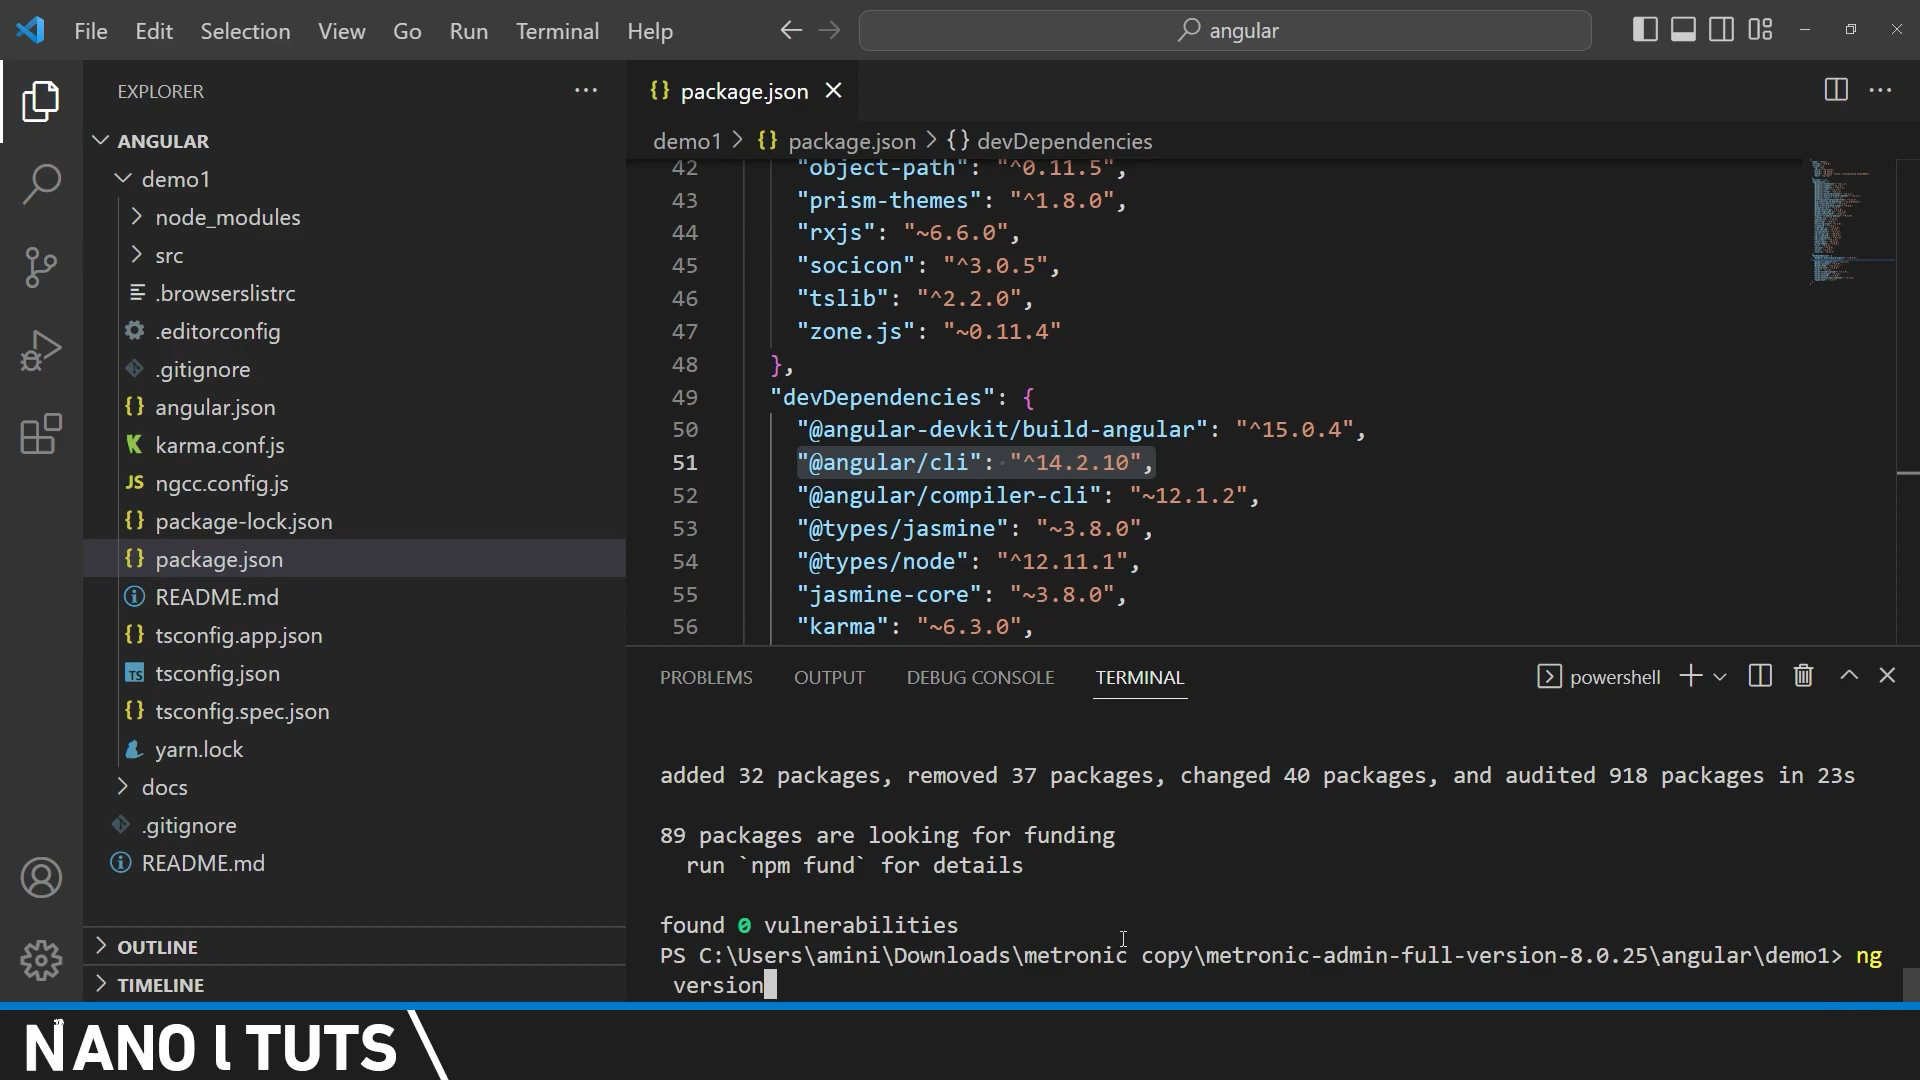 File Edit Selection View Go Run Terminal Help
angular
EXPLORER
ANGULAR
demo1
node_modules
src
.browserslistrc
.editorconfig
.gitignore
{} angular.json
karma.conf.js
JS ngcc.config.js
{} package-lock.json
{} package.json
README.md
{} tsconfig.app.json
TS tsconfig.json
{} tsconfig.spec.json
yarn.lock
docs
.gitignore
README.md
OUTLINE
TIMELINE
{} package.json
demo1 > {} package.json > {} devDependencies
42 "object-path": "^0.11.5",
43 "prism-themes": "^1.8.0",
44 "rxjs": "~6.6.0",
45 "socicon": "^3.0.5",
46 "tslib": "^2.2.0",
47 "zone.js": "~0.11.4"
48 },
49 "devDependencies": {
50 "@angular-devkit/build-angular": "^15.0.4",
51 "@angular/cli": "^14.2.10",
52 "@angular/compiler-cli": "~12.1.2",
53 "@types/jasmine": "~3.8.0",
54 "@types/node": "^12.11.1",
55 "jasmine-core": "~3.8.0",
56 "karma": "~6.3.0",
PROBLEMS OUTPUT DEBUG CONSOLE TERMINAL powershell
added 32 packages, removed 37 packages, changed 40 packages, and audited 918 packages in 23s
89 packages are looking for funding
run `npm fund` for details
found 0 vulnerabilities
PS C:\Users\amini\Downloads\metronic copy\metronic-admin-full-version-8.0.25\angular\demo1> ng
version
NANO l TUTS